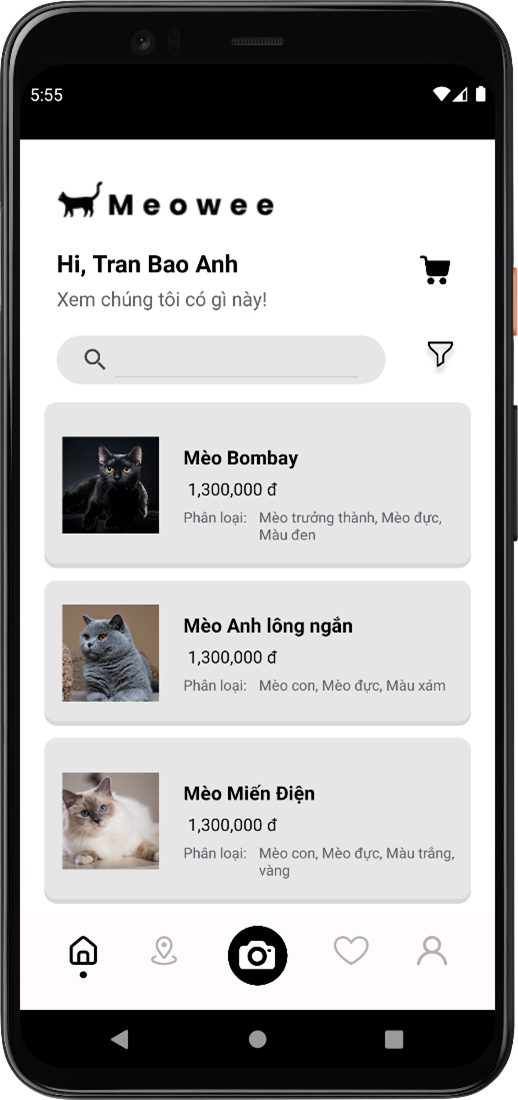 5:55
Meowee
Hi, Tran Bao Anh
Xem chúng tôi có gì này!
Mèo Bombay
1,300,000 đ
Phân loại: Mèo trưởng thành, Mèo đực,
Màu đen
Mèo Anh lông ngắn
1,300,000 đ
Phân loại: Mèo con, Mèo đực, Màu xám
Mèo Miến Điện
1,300,000 đ
Phân loại: Mèo con, Mèo đực, Màu trắng,
vàng